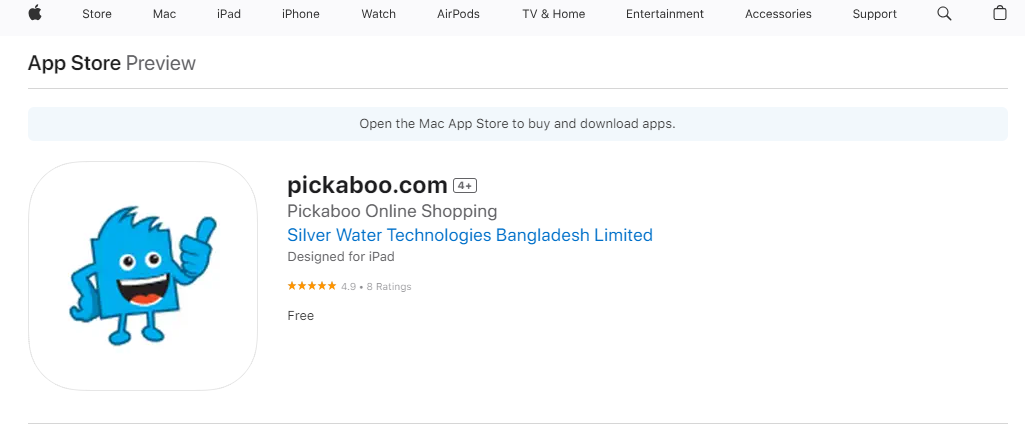 Store Mac iPad iPhone Watch AirPods TV & Home Entertainment Accessories Support
App Store Preview
Open the Mac App Store to buy and download apps.
pickaboo.com 4+
Pickaboo Online Shopping
Silver Water Technologies Bangladesh Limited
Designed for iPad
★★★★★ 4.9 • 8 Ratings
Free